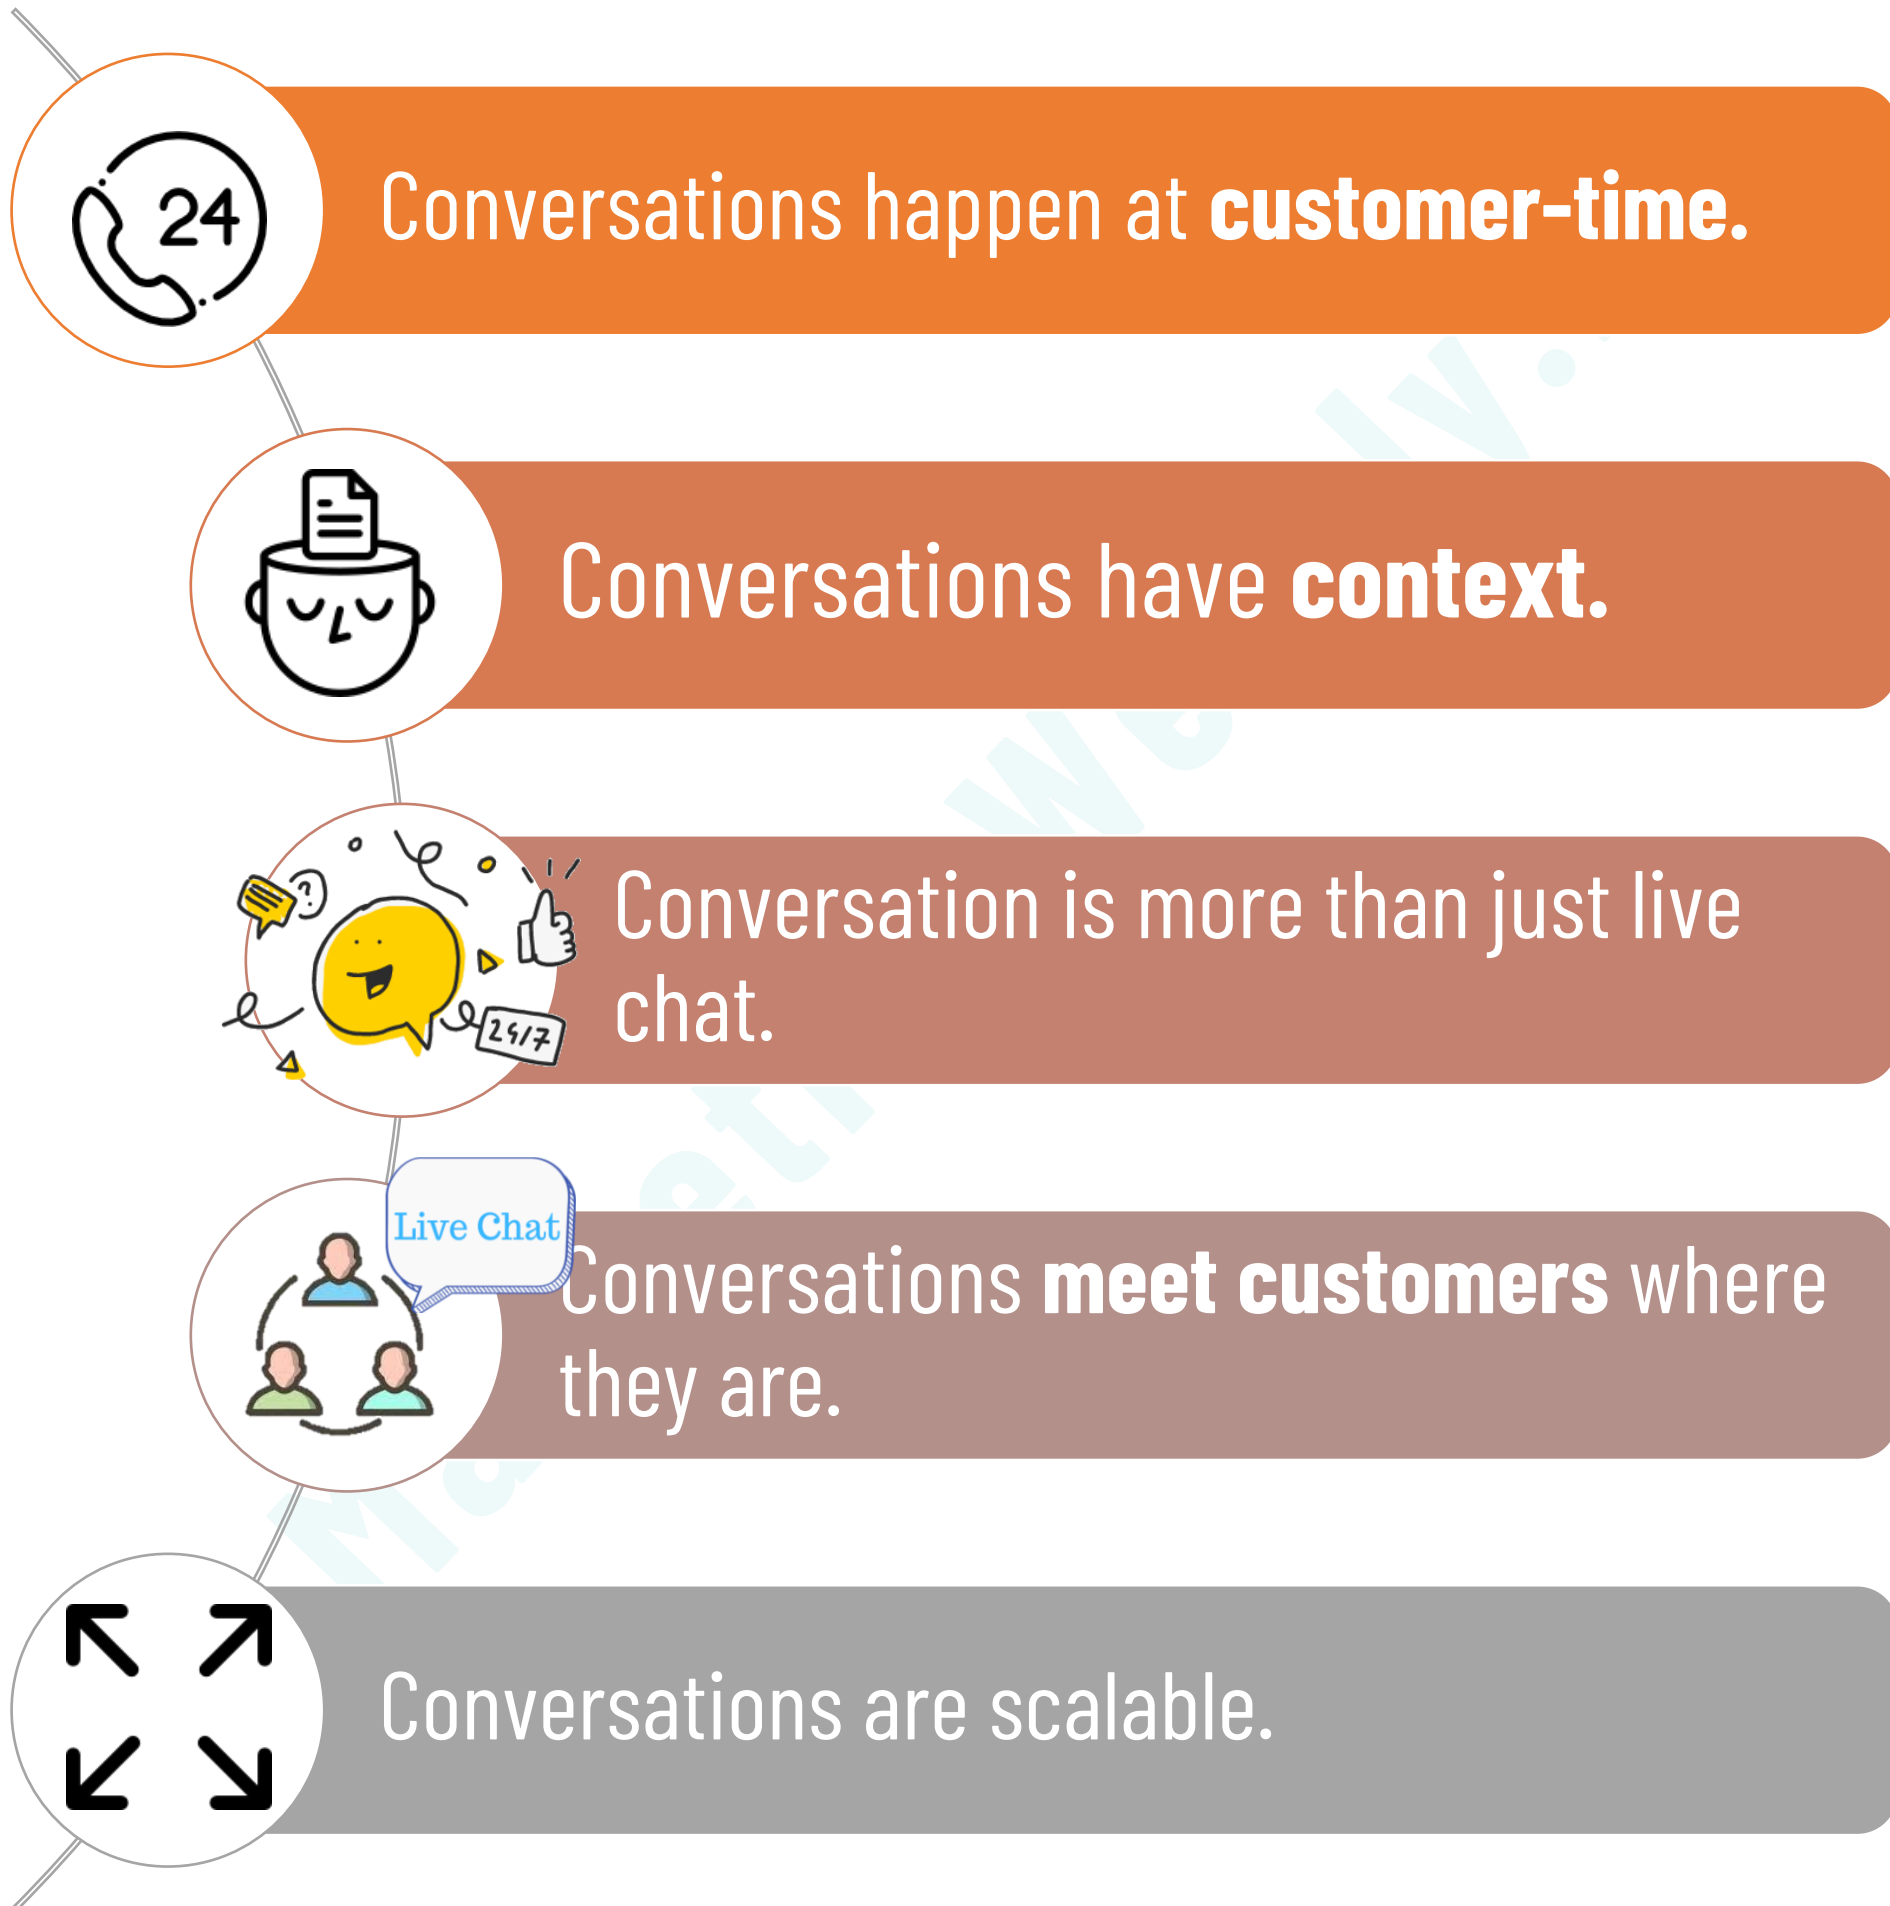 24
Conversations happen at customer-time.
Conversations have context.
Conversation is more than just live
chat.
24/7
Live Chat
Conversations meet customers where
they are.
Conversations are scalable.